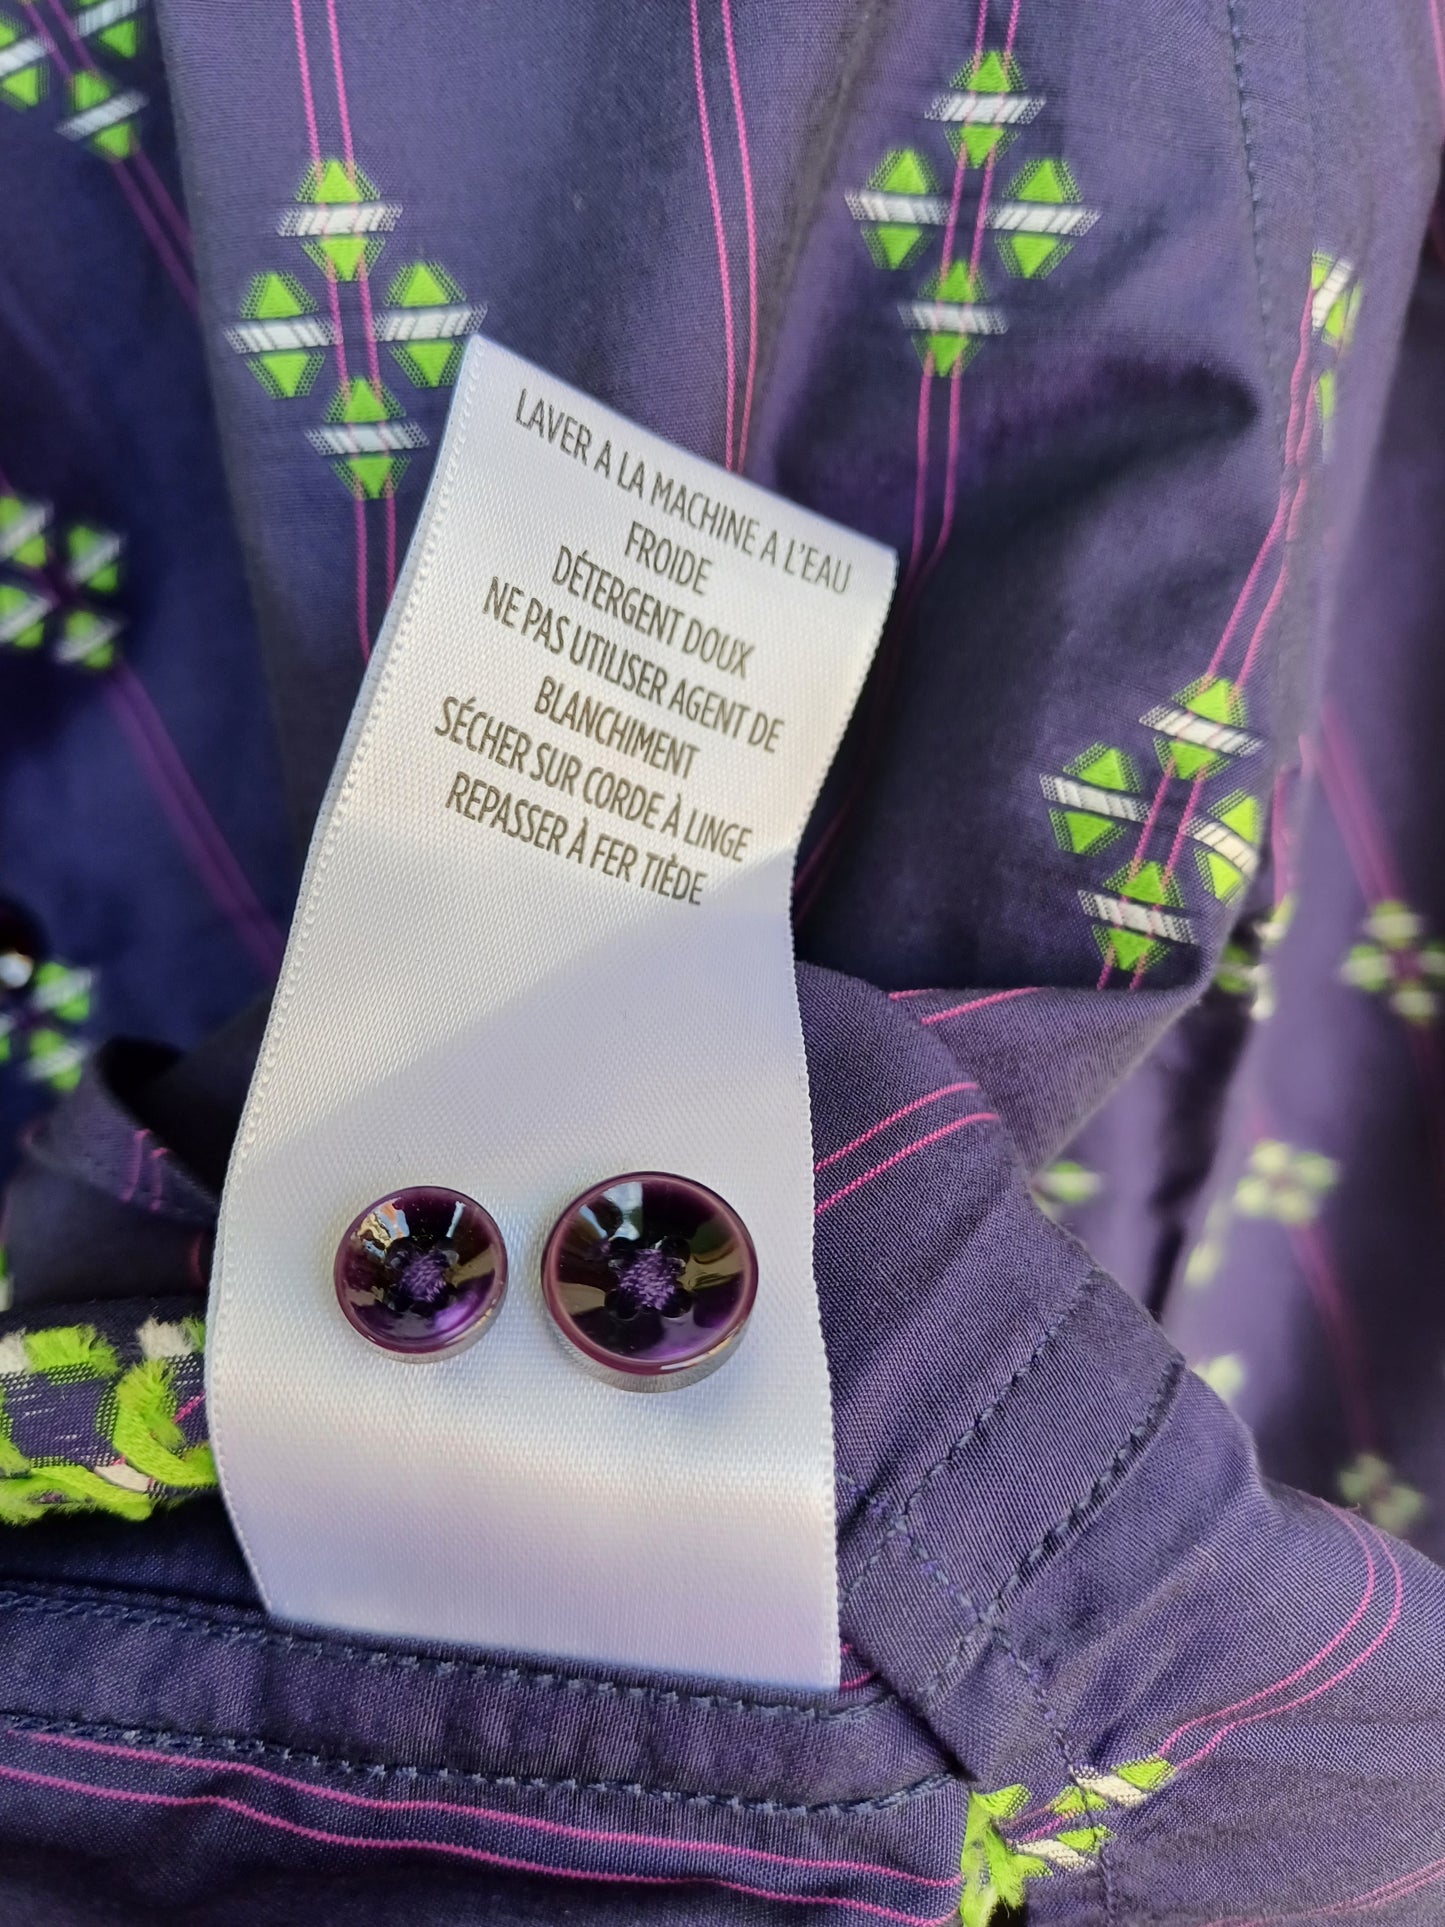 LAVER A LA MACHINE A L'EAU
FROIDE
DÉTERGENT DOUX
NE PAS UTILISER AGENT DE
BLANCHIMENT
SÉCHER SUR CORDE À LINGE
REPASSER À FER TIÈDE